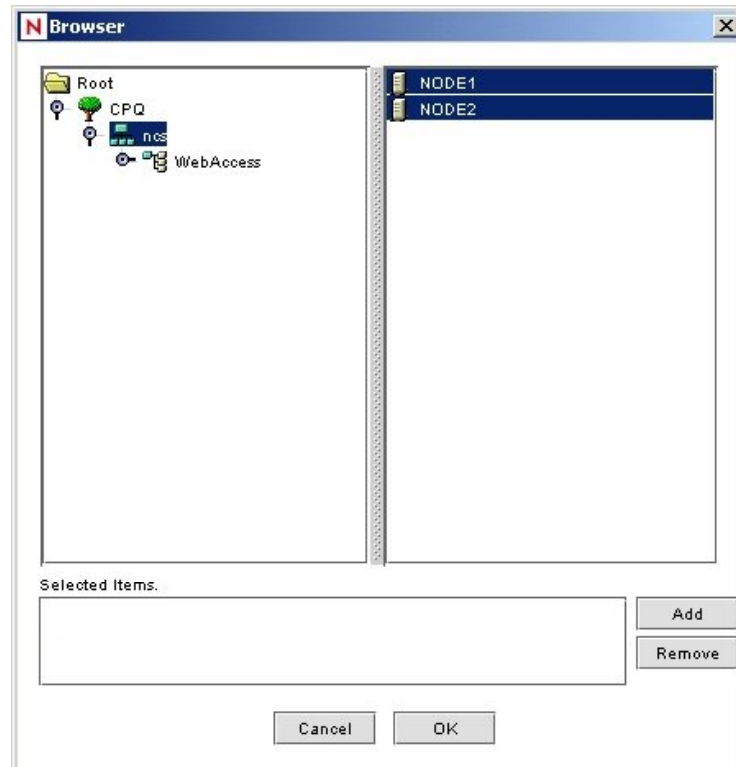 N Browser
Root
CPQ
ncs
WebAccess
NODE1
NODE2
Selected Items.
Add
Remove
Cancel
OK